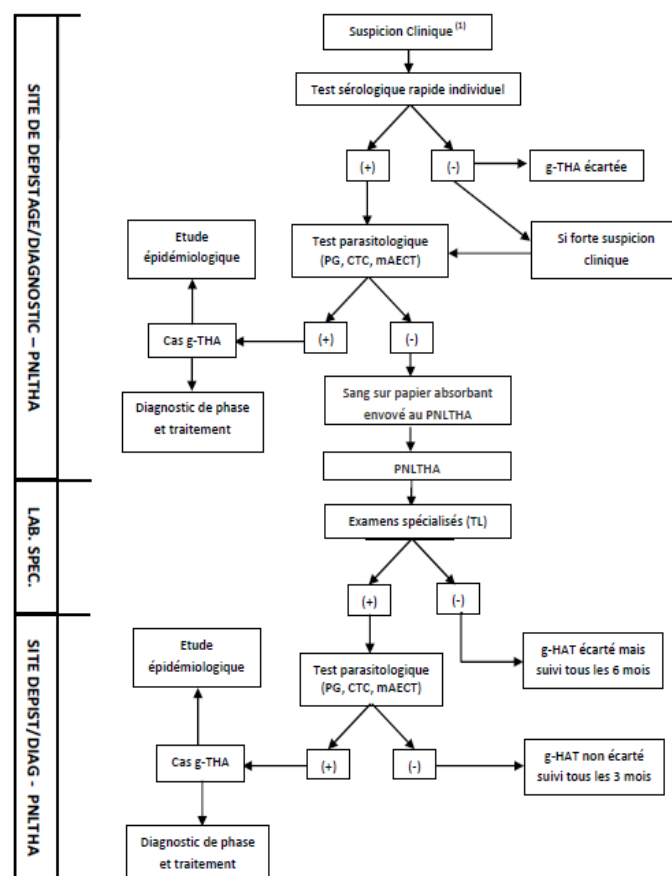 SITE DE DEPISTAGE/DIAGNOSTIC – PNLTHA
Suspicion Clinique (1)
Test sérologique rapide individuel
(+)
(-)
g-THA écartée
Etude
épidémiologique
Test parasitologique
(PG, CTC, mAECT)
Si forte suspicion
clinique
Cas g-THA
(+)
(-)
Diagnostic de phase
et traitement
Sang sur papier absorbant
envové au PNLTHA
PNLTHA
LAB. SPEC.
Examens spécialisés (TL)
(+)
(-)
SITE DEPIST/DIAG - PNLTHA
Etude
épidémiologique
Test parasitologique
(PG, CTC, mAECT)
g-HAT écarté mais
suivi tous les 6 mois
Cas g-THA
(+)
(-)
g-HAT non écarté
suivi tous les 3 mois
Diagnostic de phase
et traitement